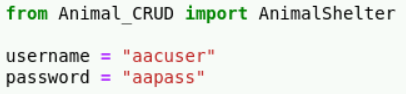 from Animal_CRUD import AnimalShelter
username = "aacuser"
password = "aapass"